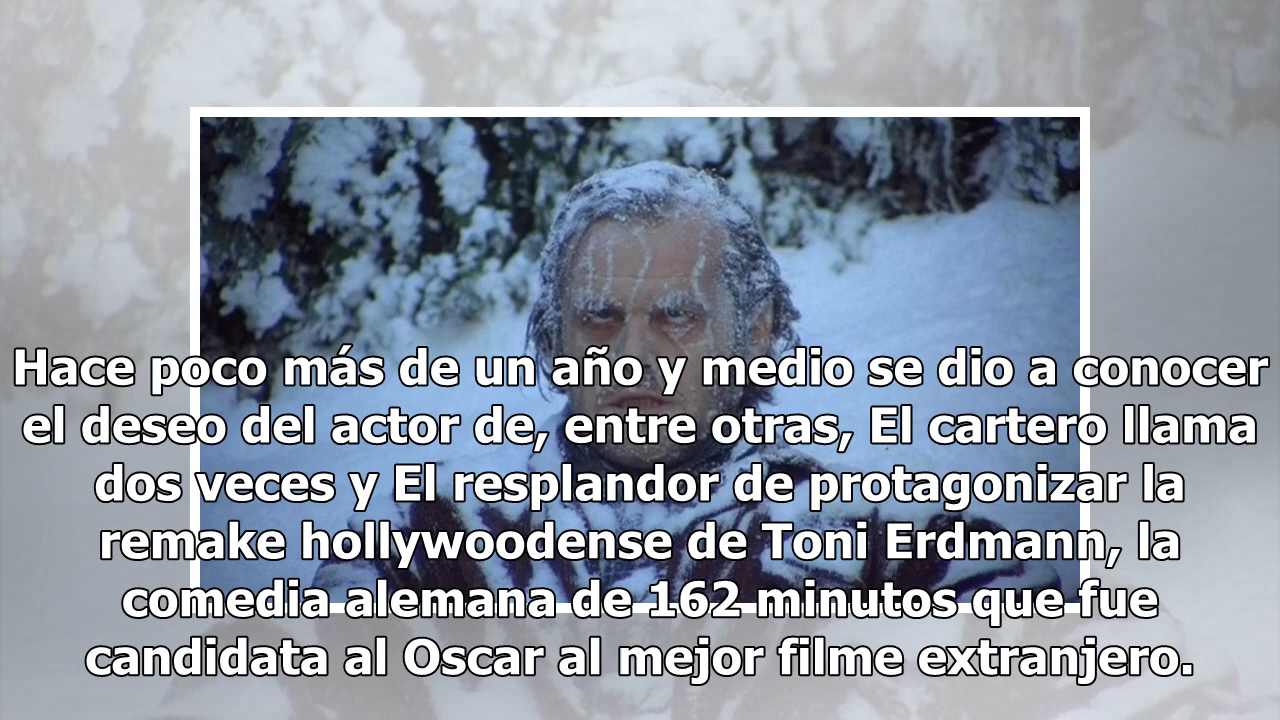 Hace poco más de un año y medio se dio a conocer
el deseo del actor de, entre otras, El cartero llama
dos veces y El resplandor de protagonizar la
remake hollywoodense de Toni Erdmann, la
comedia alemana de 162 minutos que fue
candidata al Oscar al mejor filme extranjero.